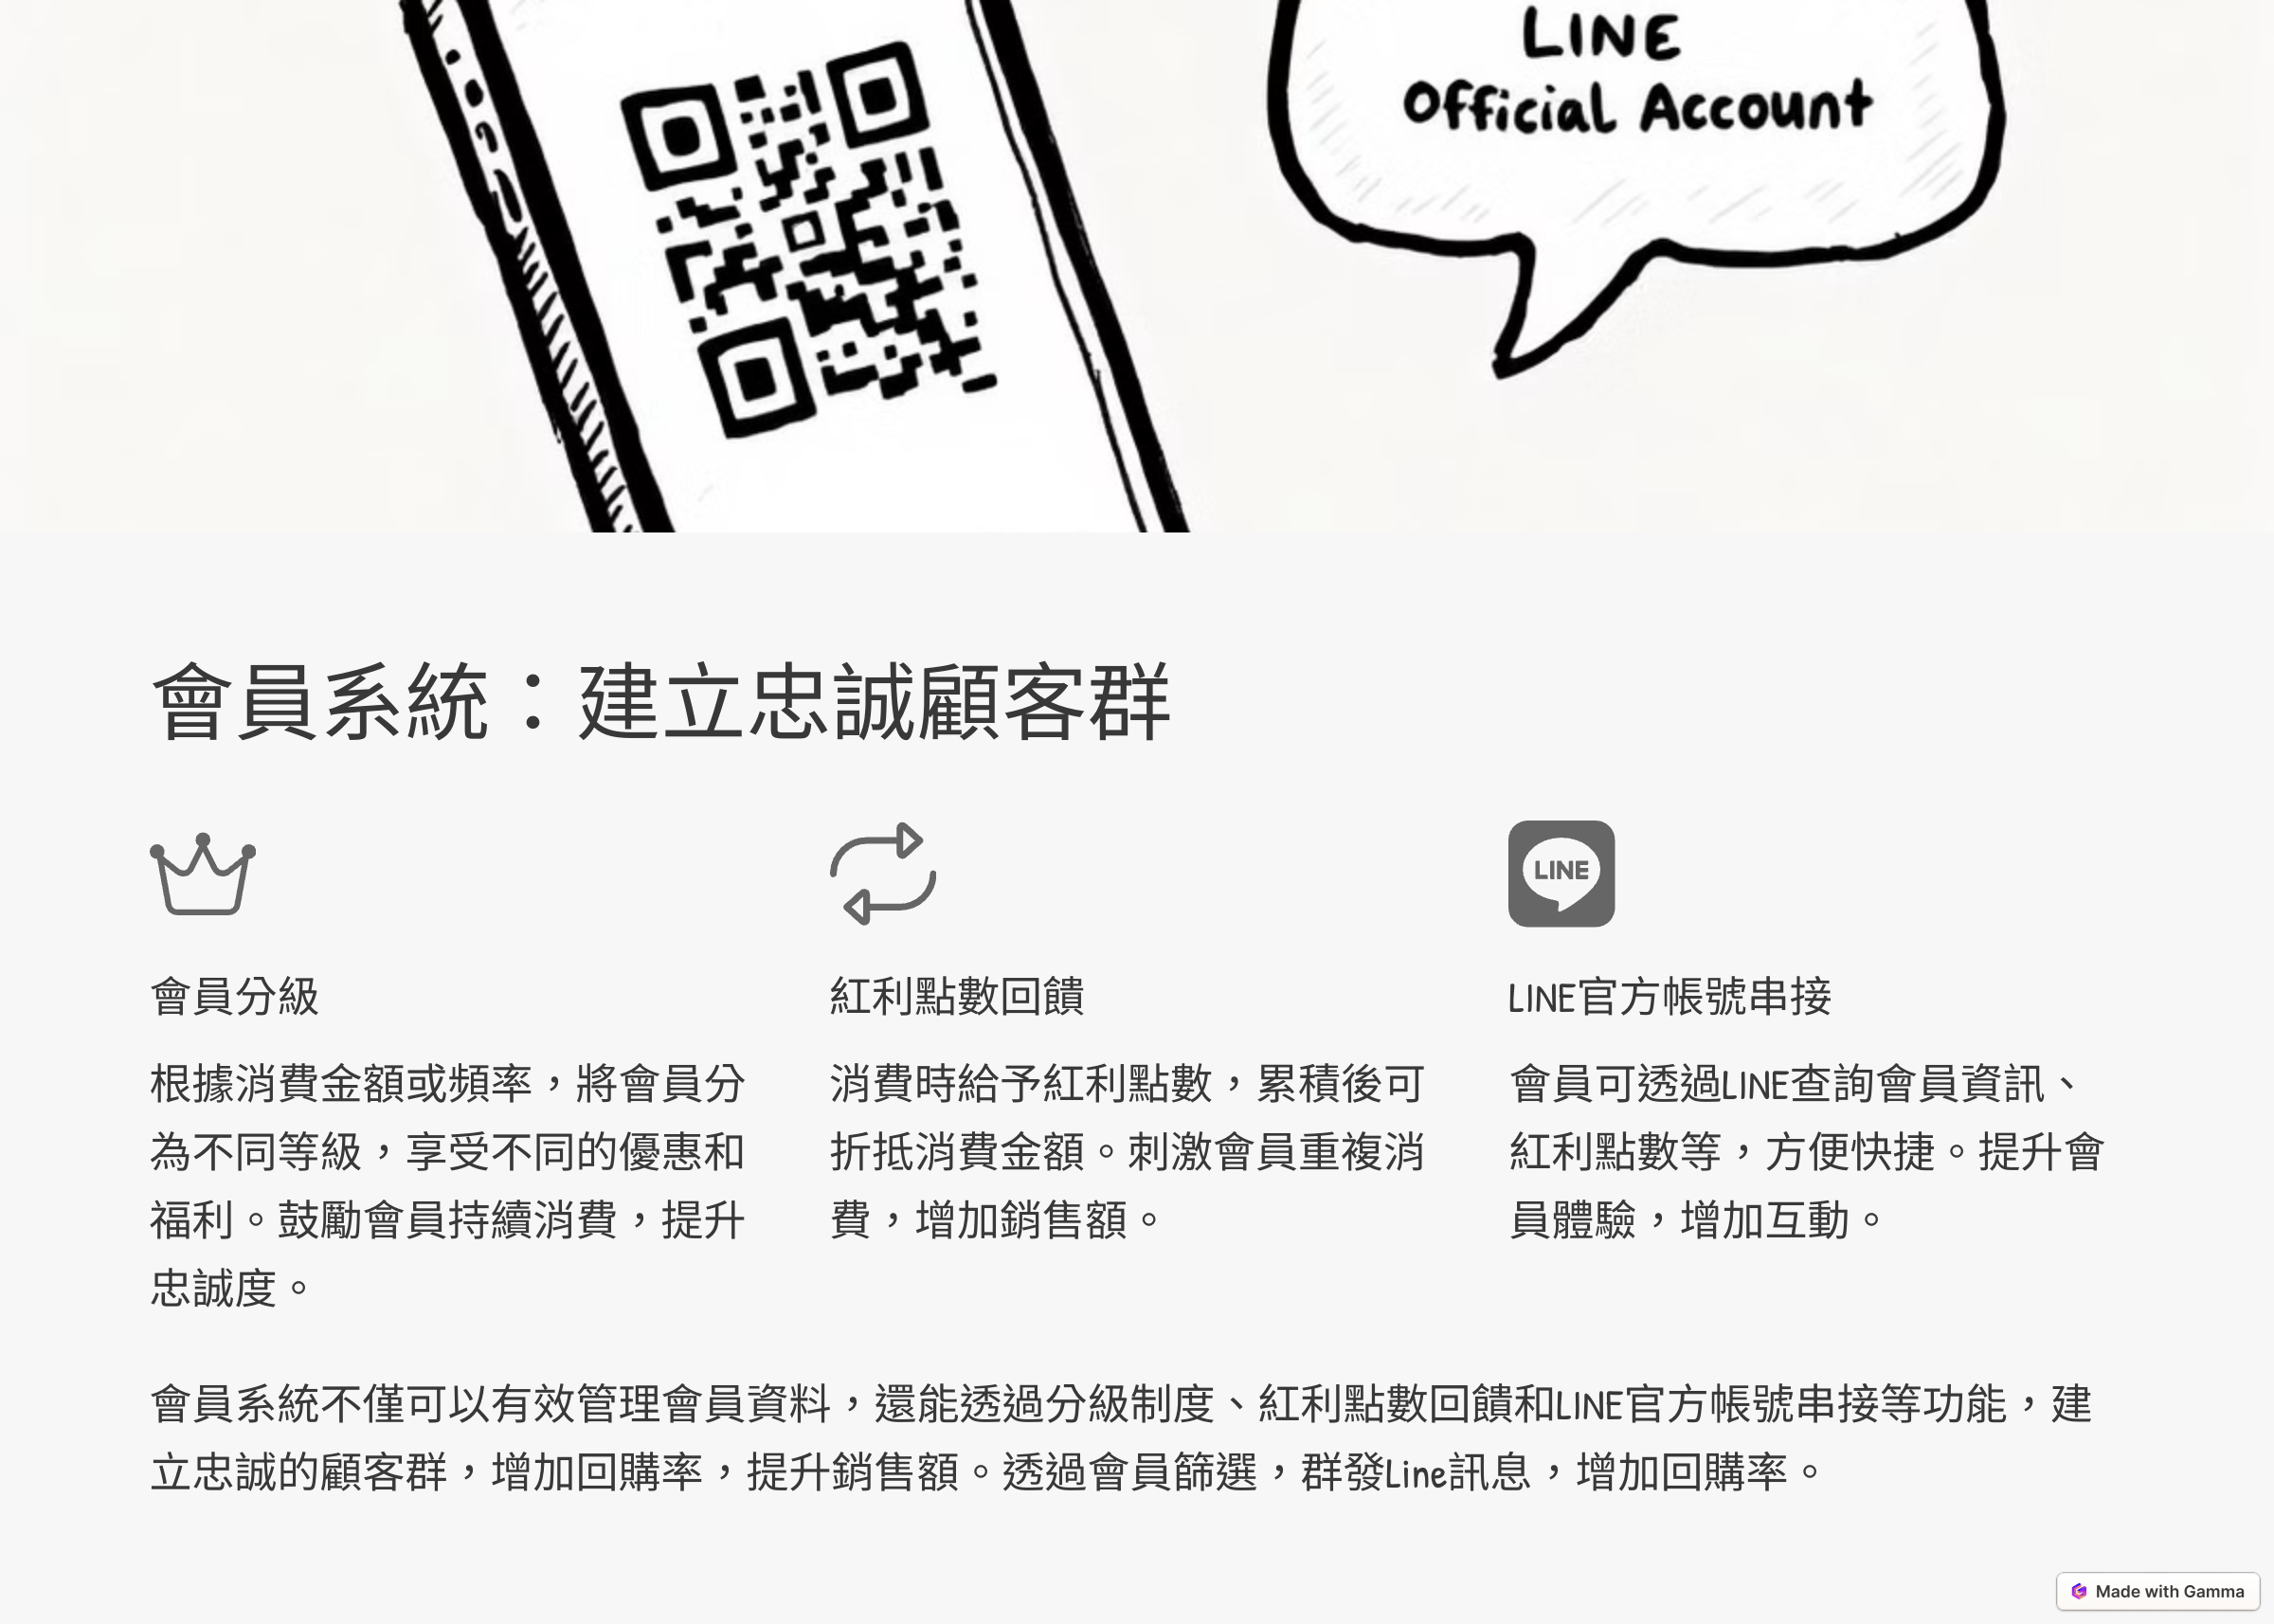 LINE
Official Account
會員系統：建立忠誠顧客群
LINE
會員分級
根據消費金額或頻率，將會員分
為不同等級，享受不同的優惠和
福利。鼓勵會員持續消費，提升
忠誠度。
紅利點數回饋
消費時給予紅利點數，累積後可
折抵消費金額。刺激會員重複消
費，增加銷售額。
LINE官方帳號串接
會員可透過LINE查詢會員資訊、
紅利點數等，方便快捷。提升會
員體驗，增加互動。
會員系統不僅可以有效管理會員資料，還能透過分級制度、紅利點數回饋和LINE官方帳號串接等功能，建
立忠誠的顧客群，增加回購率，提升銷售額。透過會員篩選，群發Line訊息，增加回購率。
Made with Gamma